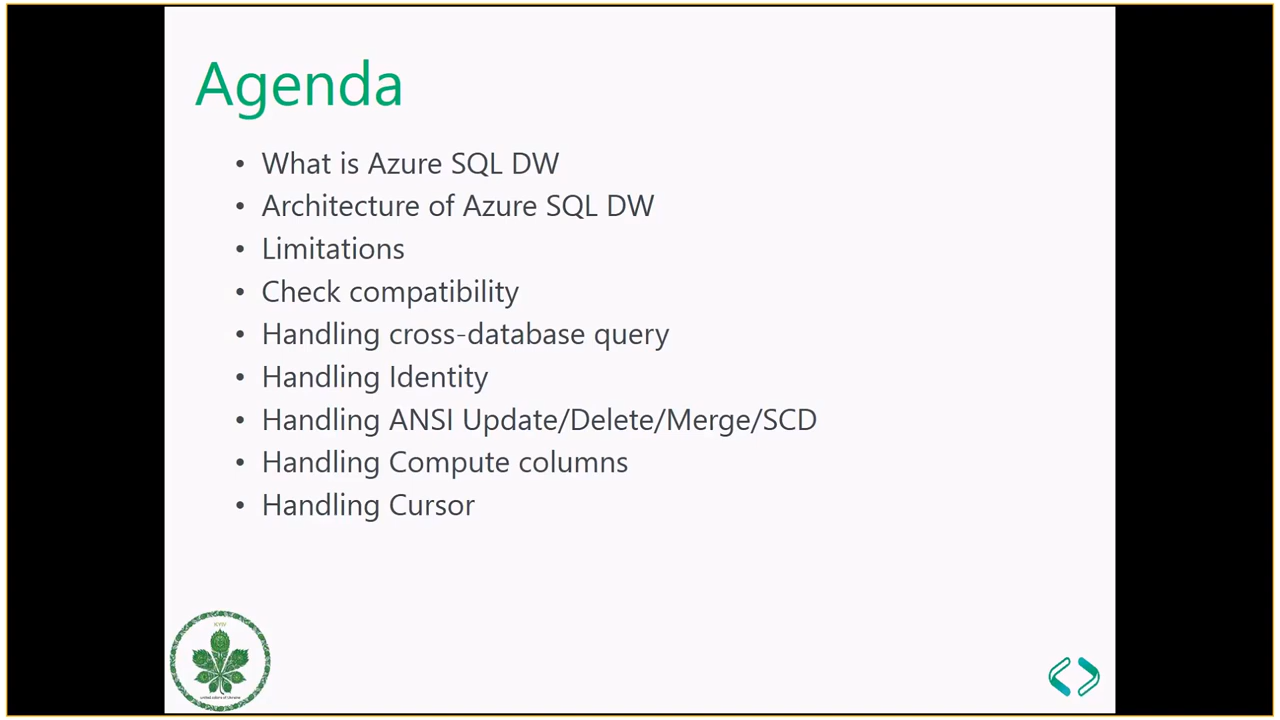 Agenda
• What is Azure SQL DW
• Architecture of Azure SQL DW
• Limitations
• Check compatibility
• Handling cross-database query
• Handling Identity
• Handling ANSI Update/Delete/Merge/SCD
• Handling Compute columns
• Handling Cursor
KYIV